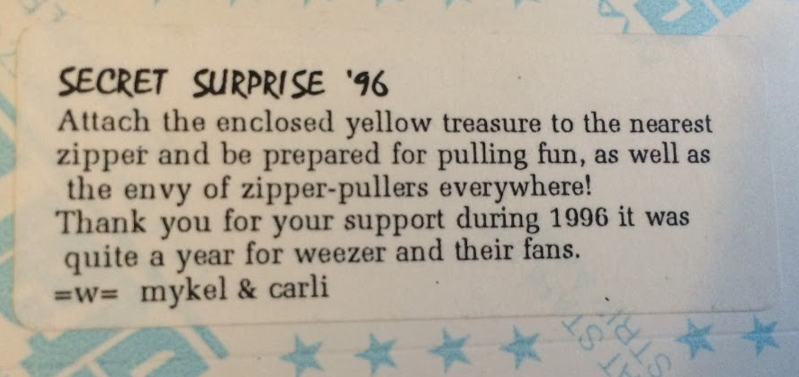 SECRET SURPRISE '96
Attach the enclosed yellow treasure to the nearest
zipper and be prepared for pulling fun, as well as
the envy of zipper-pullers everywhere!
Thank you for your support during 1996 it was
quite a year for weezer and their fans.
=w= mykel & carli